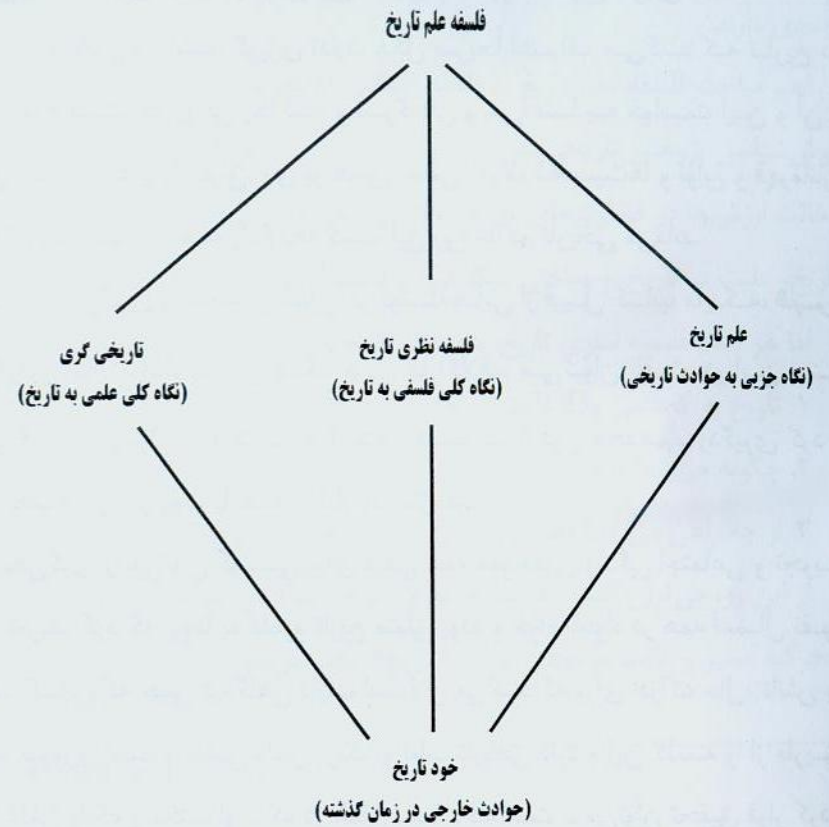 فلسفه علم تاریخ
علم تاریخ
(نگاه جزیی به حوادث تاریخی)
فلسفه نظری تاریخ
(نگاه کلی فلسفی به تاریخ)
تاریخی گری
(نگاه کلی علمی به تاریخ)
خود تاریخ
(حوادث خارجی در زمان گذشته)